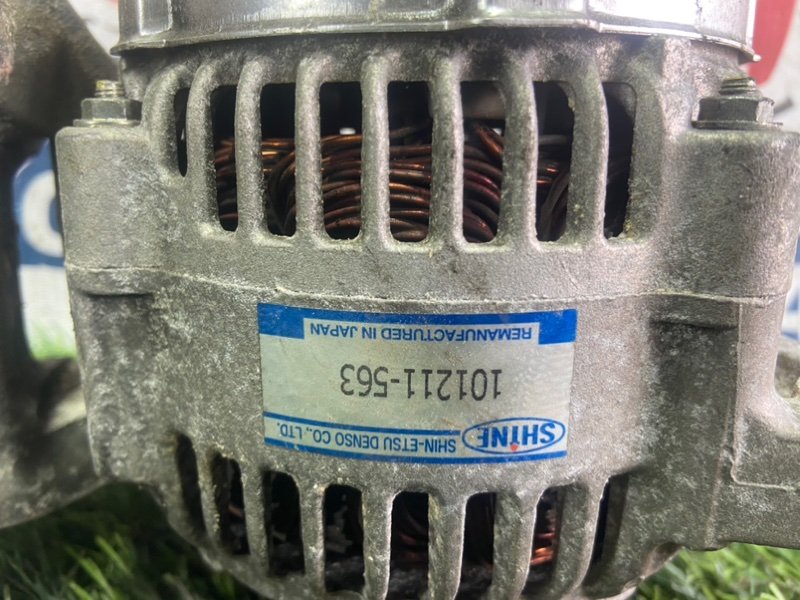 SHINE SHIN-ETSU DENSO CO., LTD.
101211-563
REMANUFACTURED IN JAPAN